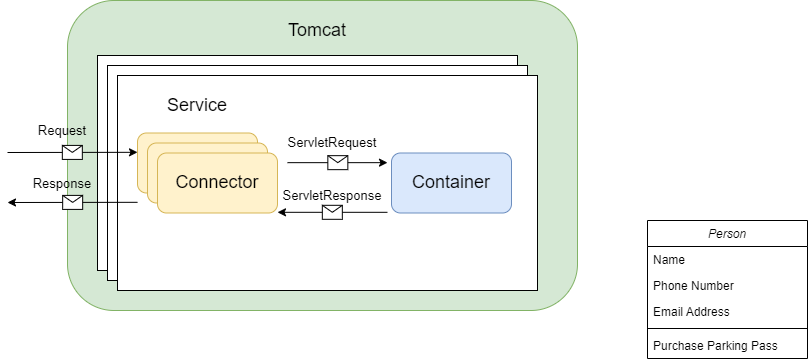 Tomcat
Service
Request
ServletRequest
Connector
Container
Response
ServletResponse
Person
Name
Phone Number
Email Address
Purchase Parking Pass